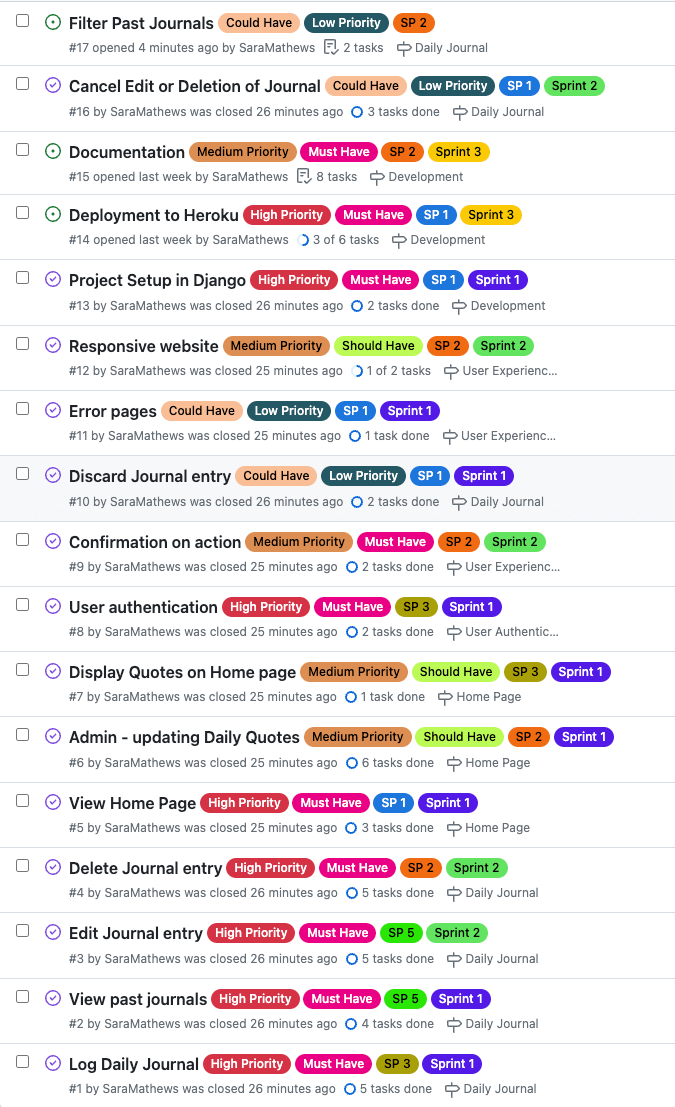 Filter Past Journals Could Have Low Priority SP 2
#17 opened 4 minutes ago by SaraMathews 2 tasks Daily Journal
Cancel Edit or Deletion of Journal Could Have Low Priority SP 1 Sprint 2
#16 by SaraMathews was closed 26 minutes ago 3 tasks done Daily Journal
Documentation Medium Priority Must Have SP 2 Sprint 3
#15 opened last week by SaraMathews 8 tasks Development
Deployment to Heroku High Priority Must Have SP 1 Sprint 3
#14 opened last week by SaraMathews 3 of 6 tasks Development
Project Setup in Django High Priority Must Have SP 1 Sprint 1
#13 by SaraMathews was closed 26 minutes ago 2 tasks done Development
Responsive website Medium Priority Should Have SP 2 Sprint 2
#12 by SaraMathews was closed 25 minutes ago 1 of 2 tasks User Experienc...
Error pages Could Have Low Priority SP 1 Sprint 1
#11 by SaraMathews was closed 25 minutes ago 1 task done User Experienc...
Discard Journal entry Could Have Low Priority SP 1 Sprint 1
#10 by SaraMathews was closed 26 minutes ago 2 tasks done Daily Journal
Confirmation on action Medium Priority Must Have SP 2 Sprint 2
#9 by SaraMathews was closed 25 minutes ago 2 tasks done User Experienc...
User authentication High Priority Must Have SP 3 Sprint 1
#8 by SaraMathews was closed 25 minutes ago 2 tasks done User Authentic...
Display Quotes on Home page Medium Priority Should Have SP 3 Sprint 1
#7 by SaraMathews was closed 25 minutes ago 1 task done Home Page
Admin - updating Daily Quotes Medium Priority Should Have SP 2 Sprint 1
#6 by SaraMathews was closed 25 minutes ago 6 tasks done Home Page
View Home Page High Priority Must Have SP 1 Sprint 1
#5 by SaraMathews was closed 25 minutes ago 3 tasks done Home Page
Delete Journal entry High Priority Must Have SP 2 Sprint 2
#4 by SaraMathews was closed 26 minutes ago 5 tasks done Daily Journal
Edit Journal entry High Priority Must Have SP 5 Sprint 2
#3 by SaraMathews was closed 26 minutes ago 5 tasks done Daily Journal
View past journals High Priority Must Have SP 5 Sprint 1
#2 by SaraMathews was closed 26 minutes ago 4 tasks done Daily Journal
Log Daily Journal High Priority Must Have SP 3 Sprint 1
#1 by SaraMathews was closed 26 minutes ago 5 tasks done Daily Journal